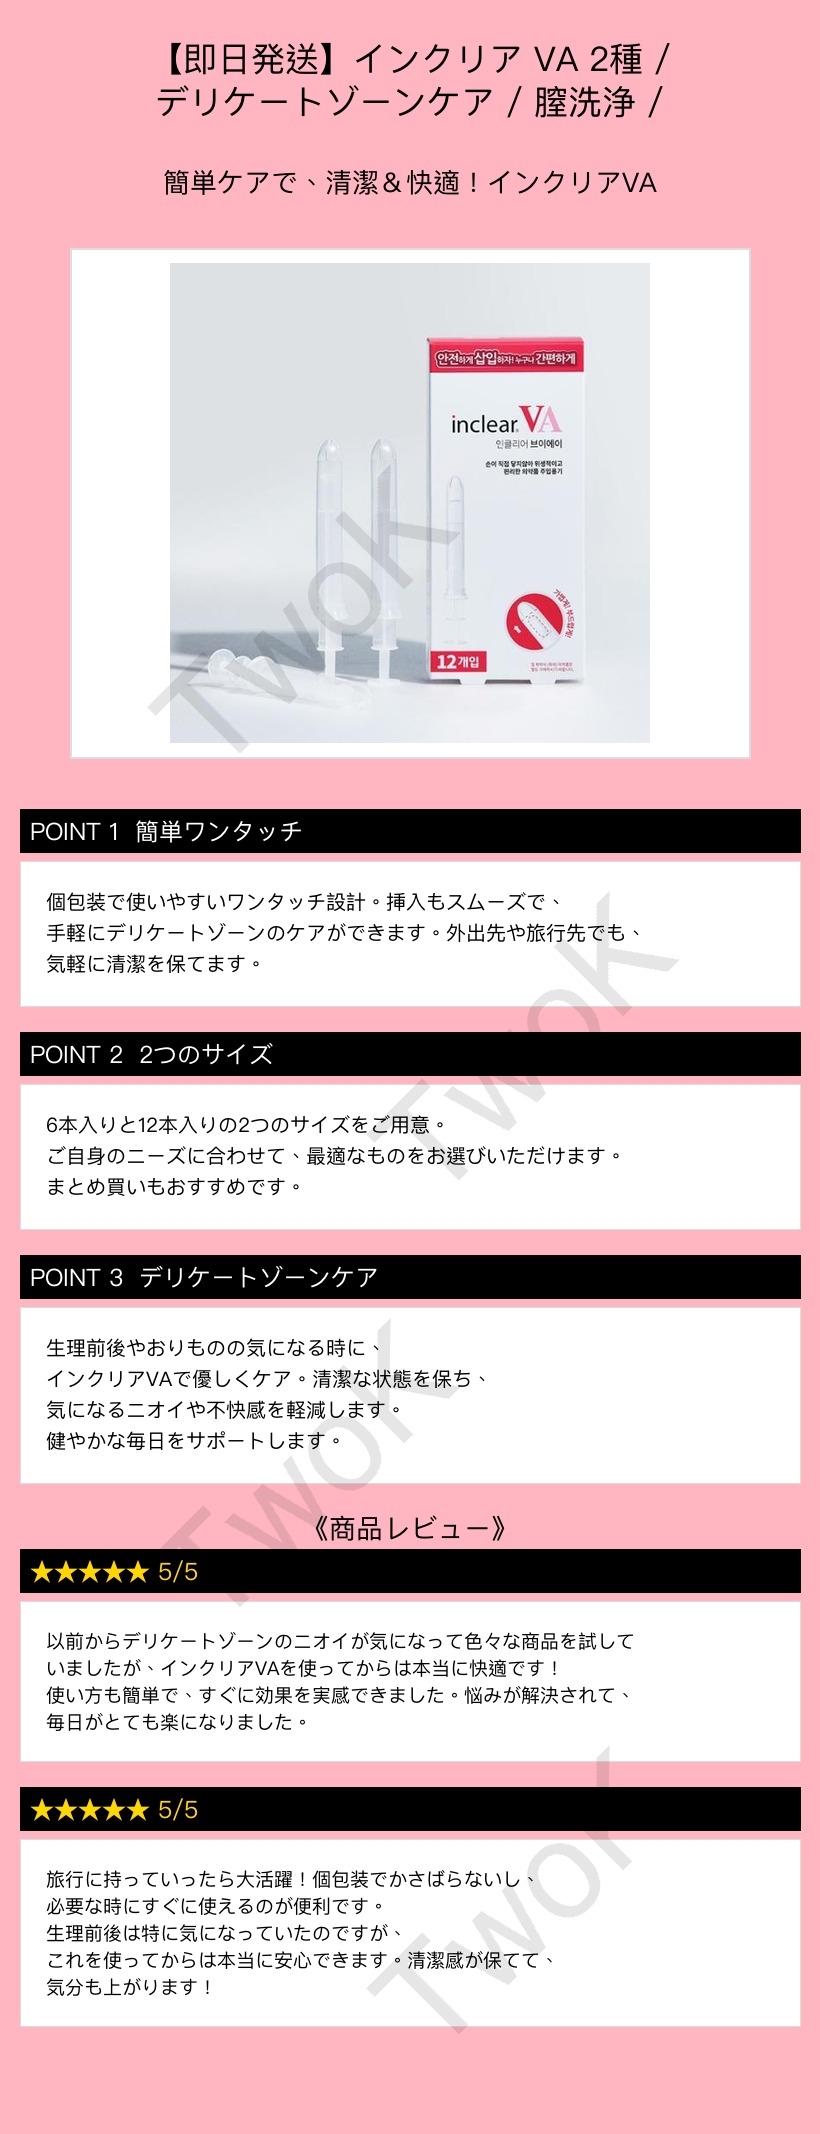 【即日発送】インクリア VA 2種 /
デリケートゾーンケア / 膣洗浄 /
簡単ケアで、清潔＆快適！インクリアVA
안전하게 삽입하자! 누구나 간편하게
inclear VA
인클리어 브이에이
손이 직접 닿지않아 위생적이고
편리한 의약품 주입용기
가볍게! 부드럽게!
12개입
TwoK
POINT 1 簡単ワンタッチ
個包装で使いやすいワンタッチ設計。挿入もスムーズで、
手軽にデリケートゾーンのケアができます。外出先や旅行先でも、
気軽に清潔を保てます。
TwoK
POINT 2 2つのサイズ
6本入りと12本入りの2つのサイズをご用意。
ご自身のニーズに合わせて、最適なものをお選びいただけます。
まとめ買いもおすすめです。
POINT 3 デリケートゾーンケア
生理前後やおりものの気になる時に、
インクリアVAで優しくケア。清潔な状態を保ち、
気になるニオイや不快感を軽減します。
健やかな毎日をサポートします。
TwoK
《商品レビュー》
★★★★★ 5/5
以前からデリケートゾーンのニオイが気になって色々な商品を試して
いましたが、インクリアVAを使ってからは本当に快適です！
使い方も簡単で、すぐに効果を実感できました。悩みが解決されて、
毎日がとても楽になりました。
★★★★★ 5/5
旅行に持っていったら大活躍！個包装でかさばらないし、
必要な時にすぐに使えるのが便利です。
生理前後は特に気になっていたのですが、
これを使ってからは本当に安心できます。清潔感が保てて、
気分も上がります！
TwoK